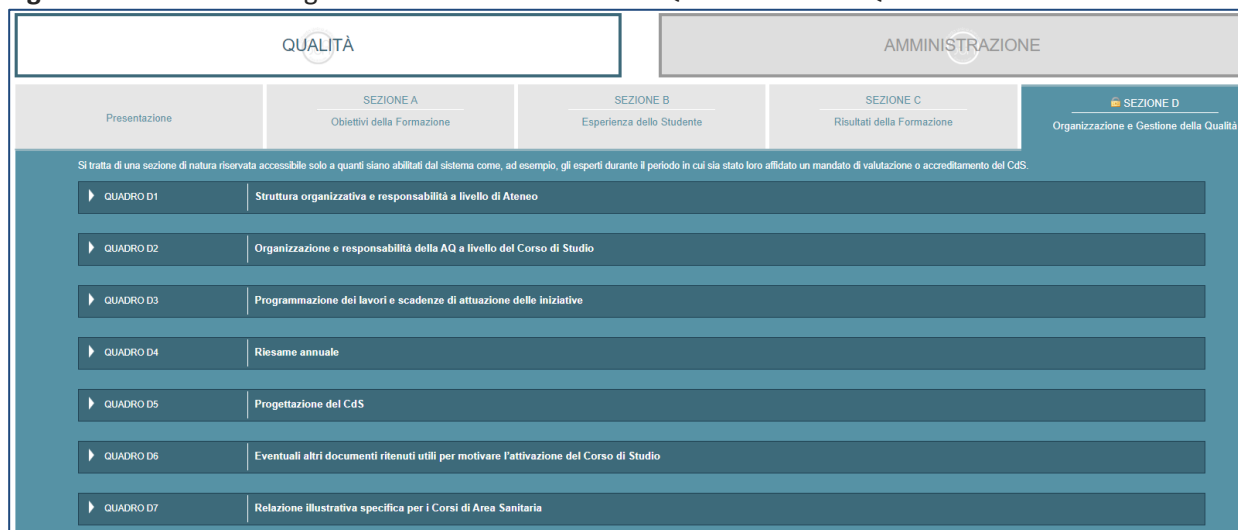 QUALITÀ
AMMINISTRAZIONE
Presentazione
SEZIONE A
Obiettivi della Formazione
SEZIONE B
Esperienza dello Studente
SEZIONE C
Risultati della Formazione
SEZIONE D
Organizzazione e Gestione della Qualità
Si tratta di una sezione di natura riservata accessibile solo a quanti siano abilitati dal sistema come, ad esempio, gli esperti durante il periodo in cui sia stato loro affidato un mandato di valutazione o accreditamento del CdS.
QUADRO D1 Struttura organizzativa e responsabilità a livello di Ateneo
QUADRO D2 Organizzazione e responsabilità della AQ a livello del Corso di Studio
QUADRO D3 Programmazione dei lavori e scadenze di attuazione delle iniziative
QUADRO D4 Riesame annuale
QUADRO D5 Progettazione del CdS
QUADRO D6 Eventuali altri documenti ritenuti utili per motivare l'attivazione del Corso di Studio
QUADRO D7 Relazione illustrativa specifica per i Corsi di Area Sanitaria